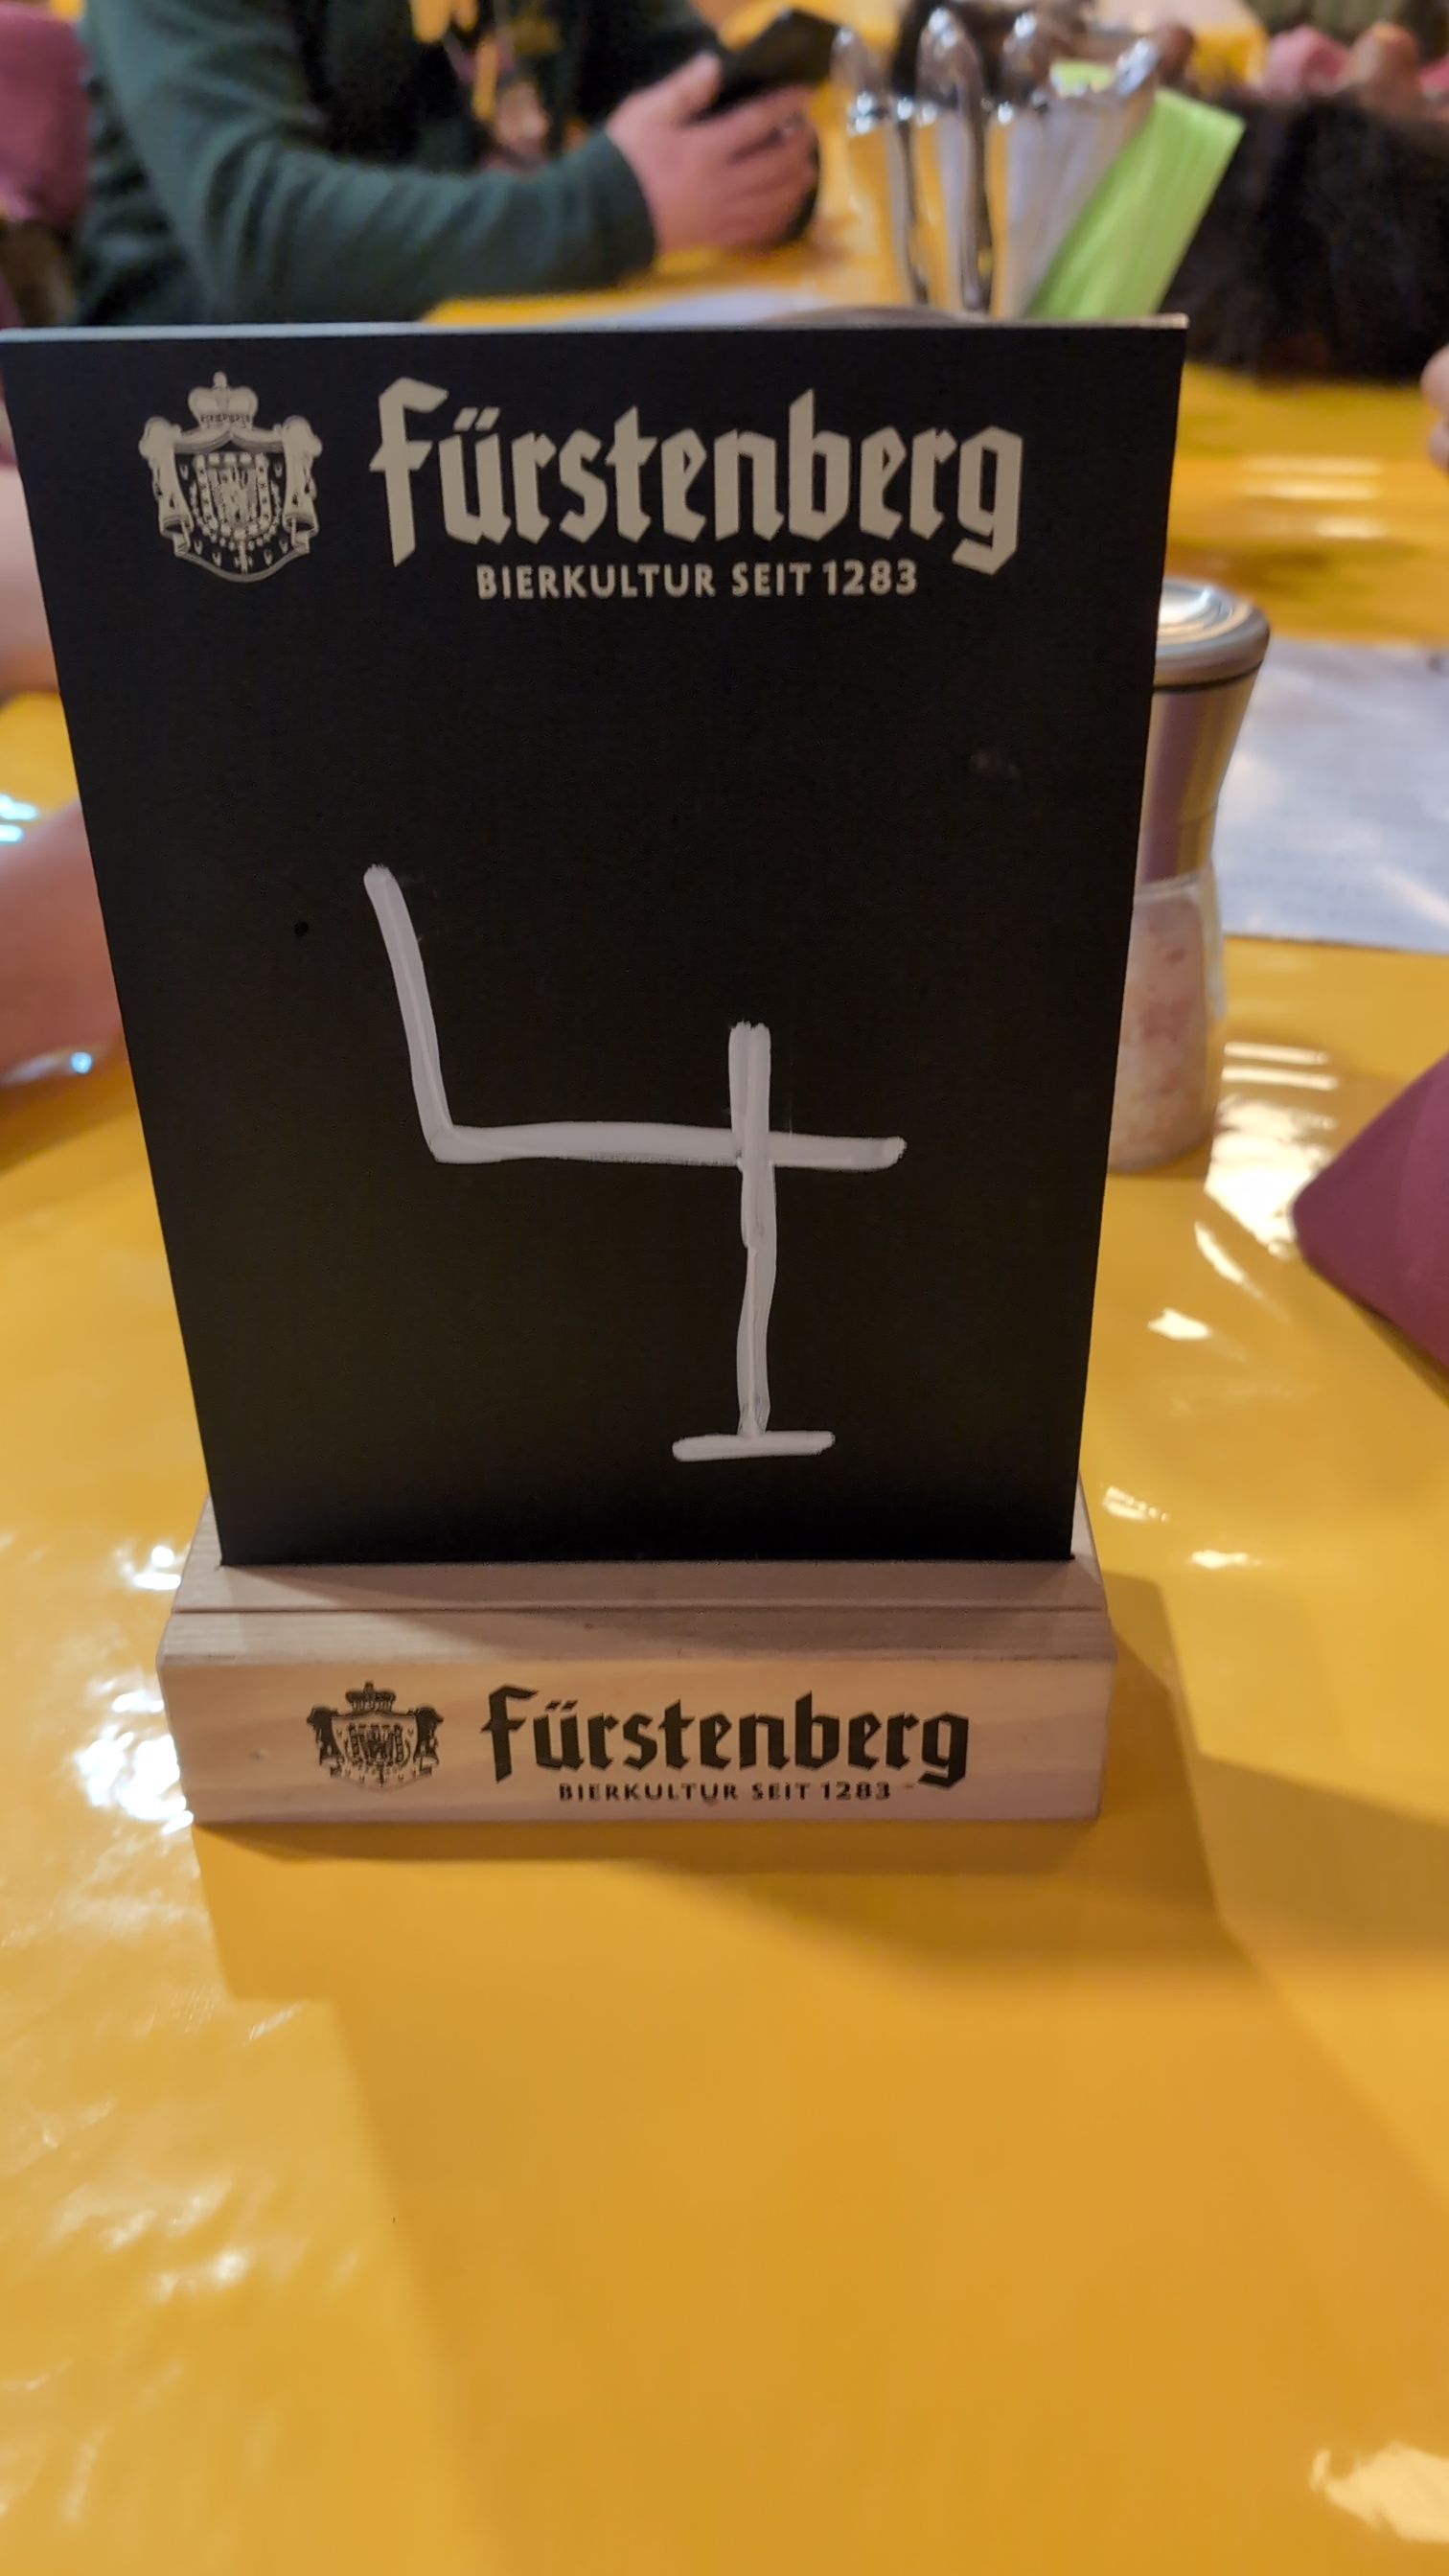 Fürstenberg
BIERKULTUR SEIT 1283
4
Fürstenberg
BIERKULTUR SEIT 1283